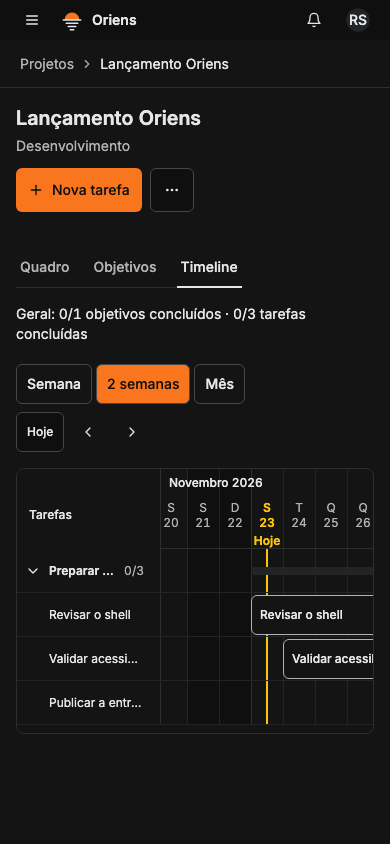 Oriens
RS
Projetos > Lançamento Oriens
Lançamento Oriens
Desenvolvimento
+ Nova tarefa
...
Quadro Objetivos Timeline
Geral: 0/1 objetivos concluídos · 0/3 tarefas
concluídas
Semana 2 semanas Mês
Hoje
Novembro 2026
Tarefas
S S D S T Q Q
20 21 22 23 24 25 26
Hoje
Preparar ... 0/3
Revisar o shell Revisar o shell
Validar acessi... Validar acessi
Publicar a entr...